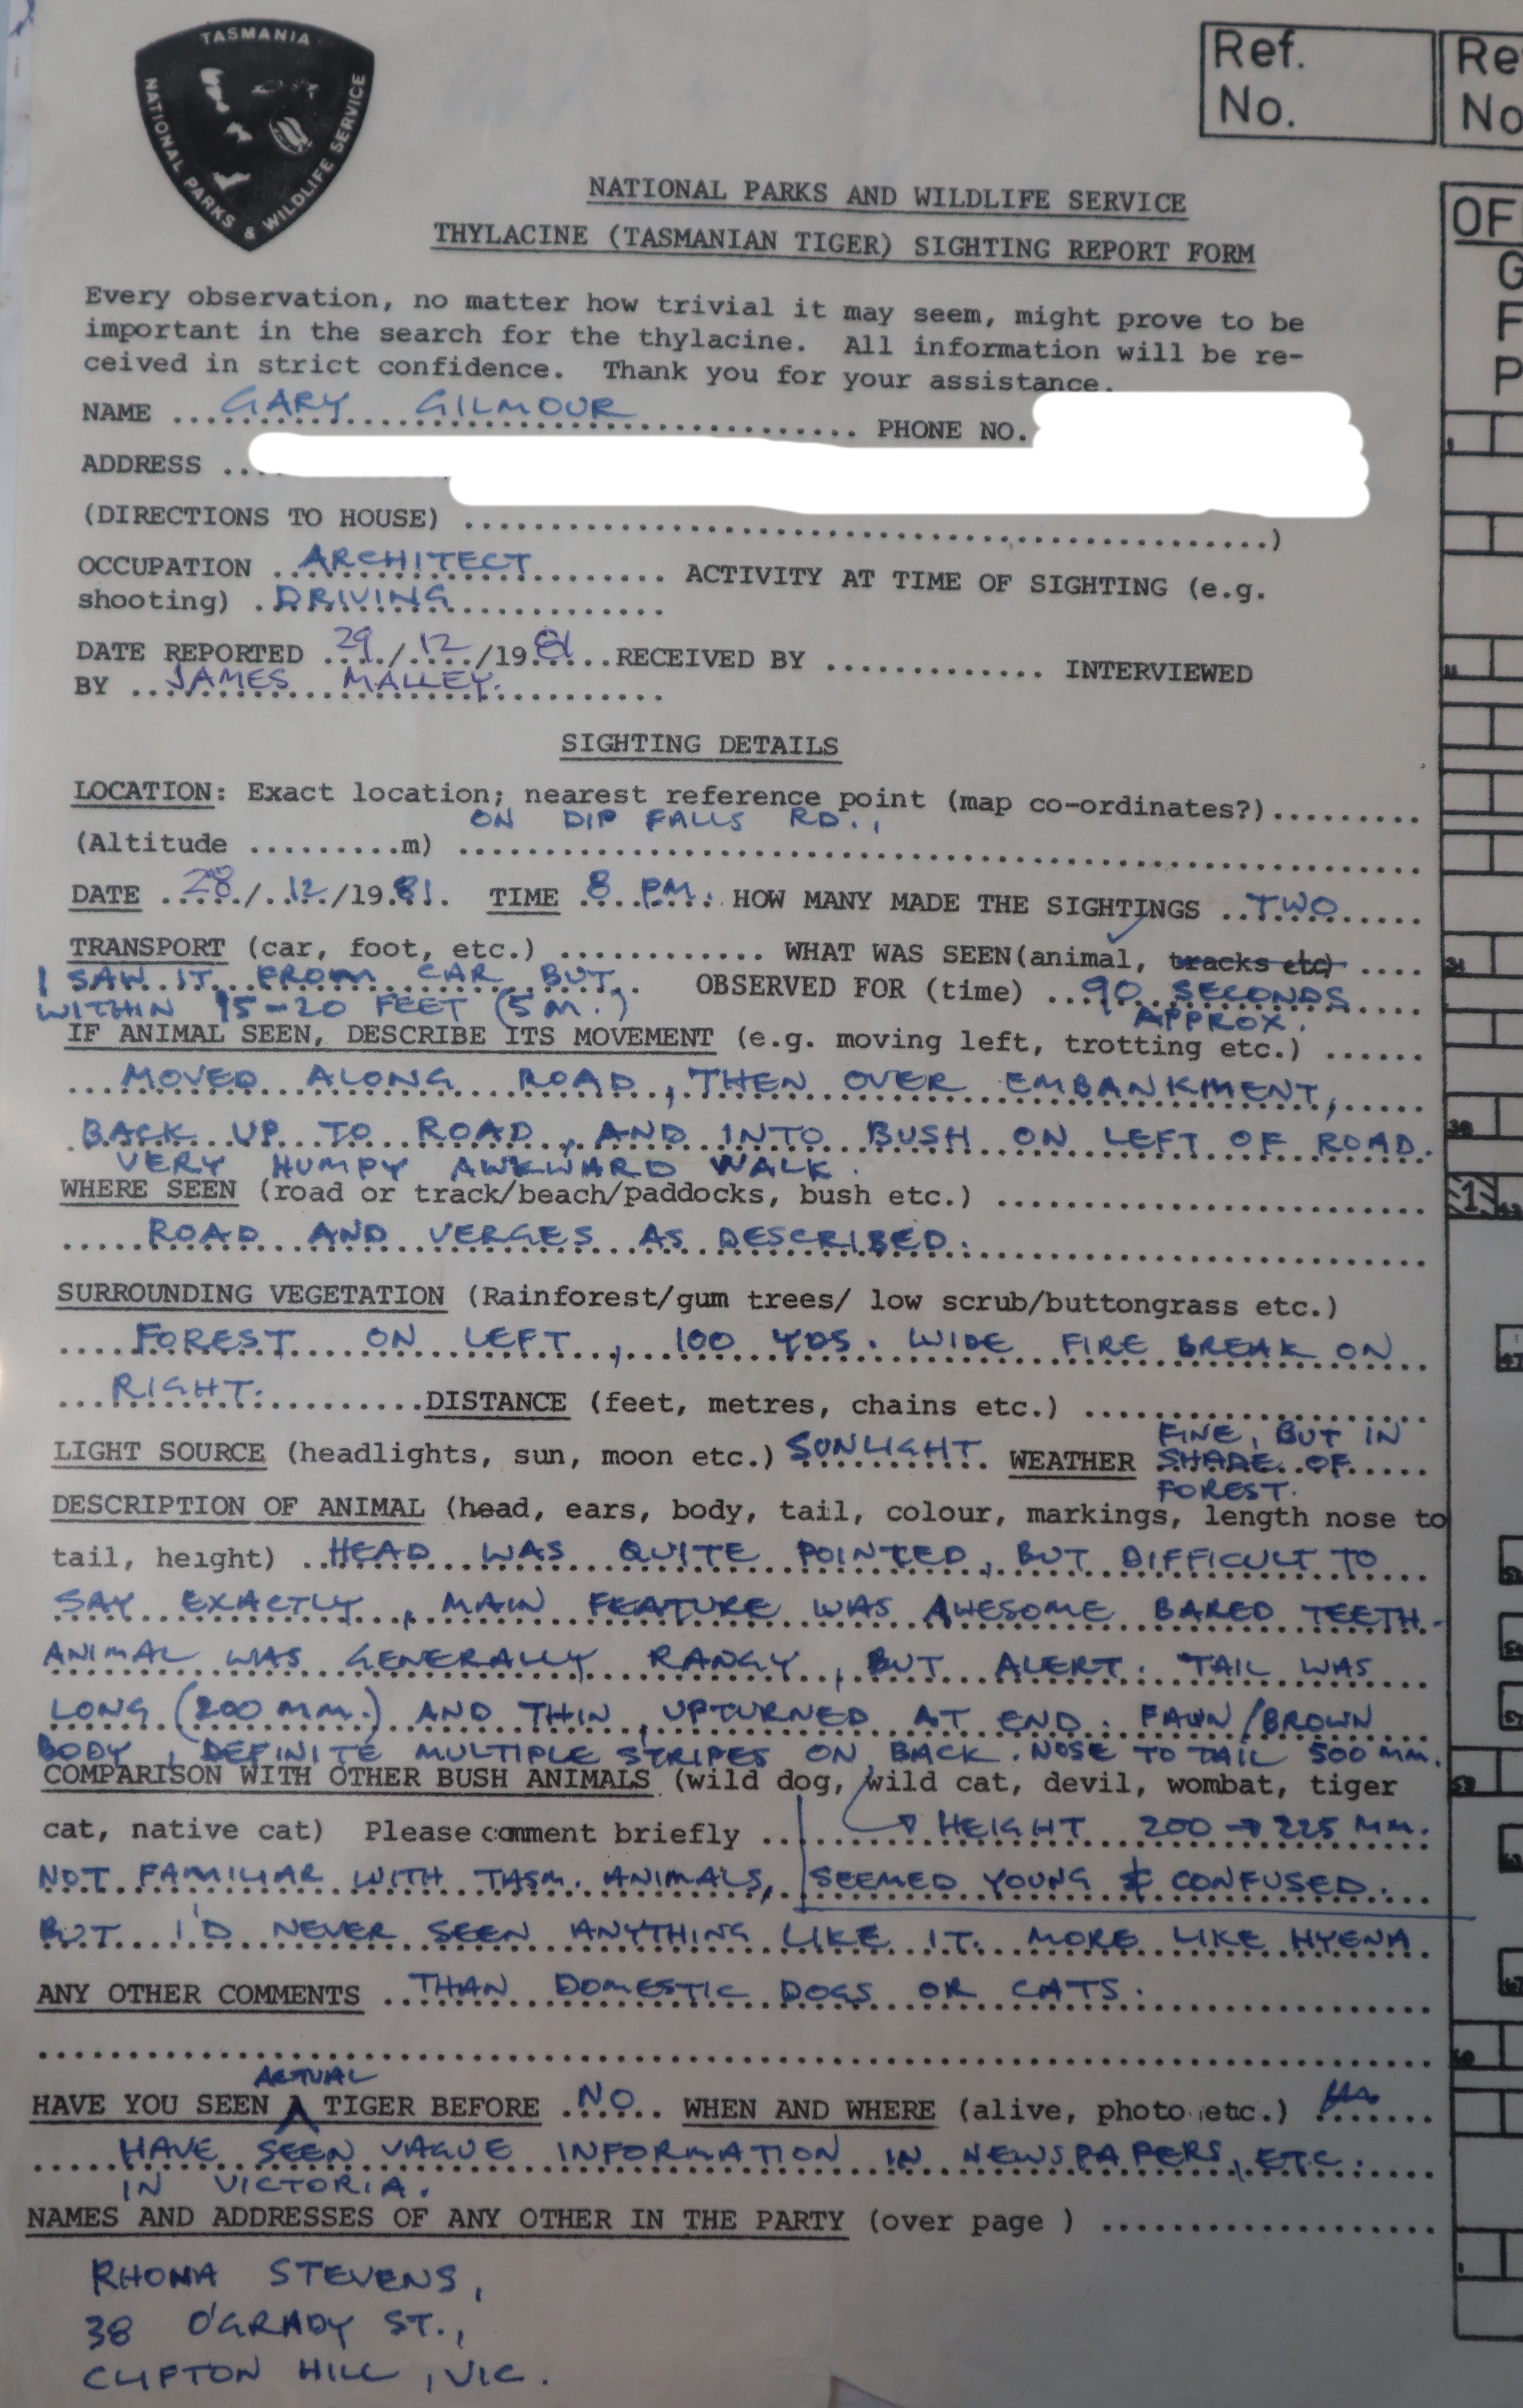 TASMANIA
NATIONAL PARKS & WILDLIFE SERVICE
Ref.
No.
Re
No
NATIONAL PARKS AND WILDLIFE SERVICE
THYLACINE (TASMANIAN TIGER) SIGHTING REPORT FORM
OF
G
F
P
Every observation, no matter how trivial it may seem, might prove to be
important in the search for the thylacine. All information will be re-
ceived in strict confidence. Thank you for your assistance.
NAME ... GARY GILMOUR ... PHONE NO.
ADDRESS ..
(DIRECTIONS TO HOUSE) ...)
OCCUPATION ARCHITECT ... ACTIVITY AT TIME OF SIGHTING (e.g.
shooting) DRIVING
DATE REPORTED 29/12/1981 RECEIVED BY ... INTERVIEWED
BY JAMES MALLEY.
SIGHTING DETAILS
LOCATION: Exact location; nearest reference point (map co-ordinates?)
ON DIP FALLS RD.,
(Altitude .........m)
DATE 28/12/1981. TIME 8 PM. HOW MANY MADE THE SIGHTINGS TWO
TRANSPORT (car, foot, etc.) ... WHAT WAS SEEN (animal, tracks etc) ....
I SAW IT FROM CAR BUT OBSERVED FOR (time) ... 90 SECONDS
WITHIN 15-20 FEET (5 M.) APPROX.
IF ANIMAL SEEN, DESCRIBE ITS MOVEMENT (e.g. moving left, trotting etc.) ......
MOVED ALONG ROAD, THEN OVER EMBANKMENT,
BACK UP TO ROAD, AND INTO BUSH ON LEFT OF ROAD.
VERY HUMPY AWKWARD WALK.
WHERE SEEN (road or track/beach/paddocks, bush etc.)
ROAD AND VERGES AS DESCRIBED.
SURROUNDING VEGETATION (Rainforest/gum trees/ low scrub/buttongrass etc.)
FOREST ON LEFT, 100 YDS. WIDE FIRE BREAK ON
RIGHT. DISTANCE (feet, metres, chains etc.)
LIGHT SOURCE (headlights, sun, moon etc.) SUNLIGHT WEATHER FINE, BUT IN
SHADE OF
FOREST.
DESCRIPTION OF ANIMAL (head, ears, body, tail, colour, markings, length nose to
tail, height) HEAD WAS QUITE POINTED, BUT DIFFICULT TO
SAY EXACTLY, MAIN FEATURE WAS AWESOME BARED TEETH.
ANIMAL WAS GENERALLY RANGY, BUT ALERT. TAIL WAS
LONG (200 MM.) AND THIN, UPTURNED AT END. FAWN/BROWN
BODY, DEFINITE MULTIPLE STRIPES ON BACK. NOSE TO TAIL 500 MM.
COMPARISON WITH OTHER BUSH ANIMALS (wild dog, wild cat, devil, wombat, tiger
cat, native cat) Please comment briefly .. HEIGHT 200 → 225 MM.
NOT FAMILIAR WITH TASM. ANIMALS, SEEMED YOUNG & CONFUSED.
BUT I'D NEVER SEEN ANYTHING LIKE IT. MORE LIKE HYENA
ANY OTHER COMMENTS THAN DOMESTIC DOGS OR CATS.
ACTUAL
HAVE YOU SEEN A TIGER BEFORE NO WHEN AND WHERE (alive, photo etc.)
HAVE SEEN VAGUE INFORMATION IN NEWSPAPERS, ETC.
IN VICTORIA.
NAMES AND ADDRESSES OF ANY OTHER IN THE PARTY (over page )
RHONA STEVENS,
38 O'GRADY ST.,
CLIFTON HILL, VIC.